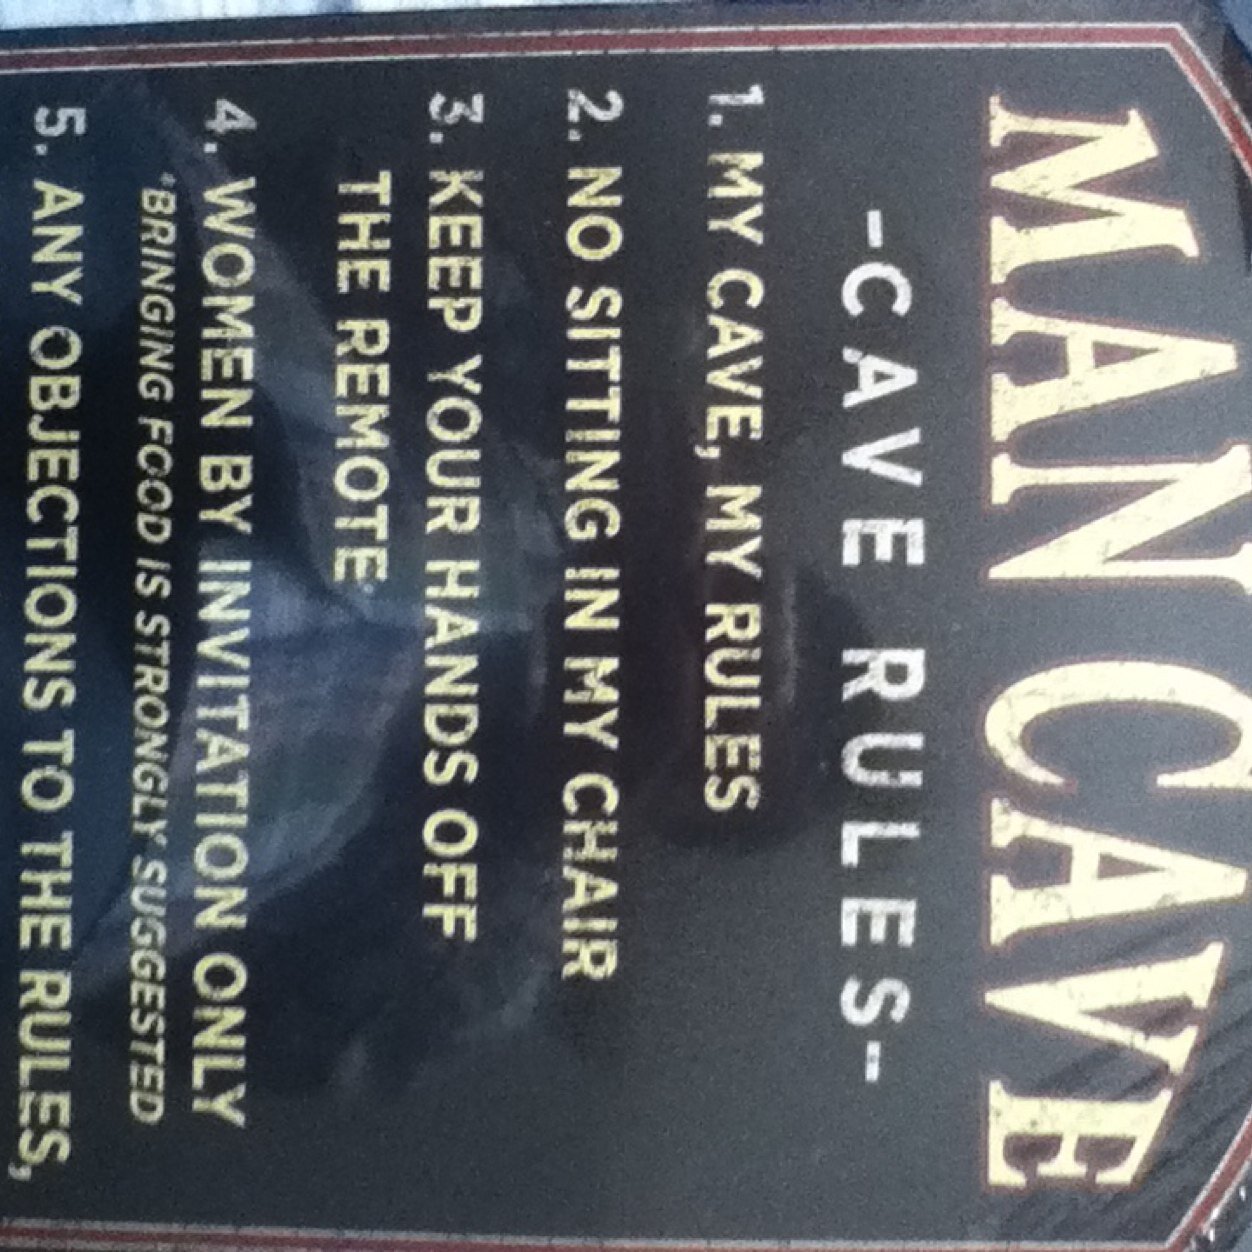 MAN CAVE
-CAVE RULES-
1. MY CAVE, MY RULES
2. NO SITTING IN MY CHAIR
3. KEEP YOUR HANDS OFF
THE REMOTE
4. WOMEN BY INVITATION ONLY
*BRINGING FOOD IS STRONGLY SUGGESTED
5. ANY OBJECTIONS TO THE RULES,